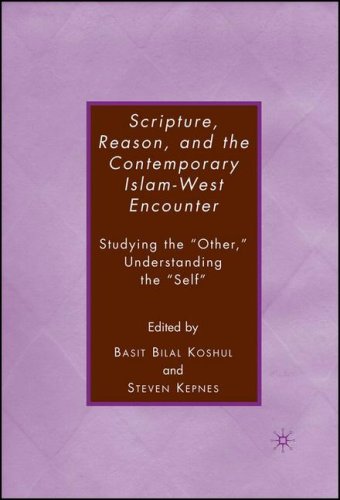 Scripture,
Reason, and the
Contemporary
Islam-West
Encounter
Studying the “Other,”
Understanding
the “Self”
Edited by
Basit Bilal Koshul
and
Steven Kepnes